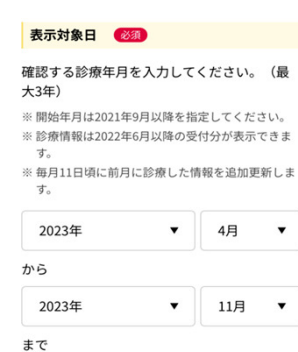 表示対象日 必須
確認する診療年月を入力してください。（最
大3年）
※ 開始年月は2021年9月以降を指定してください。
※ 診療情報は2022年6月以降の受付分が表示できま
す。
※ 毎月11日頃に前月に診療した情報を追加更新しま
す。
2023年 ▼ 4月 ▼
から
2023年 ▼ 11月 ▼
まで